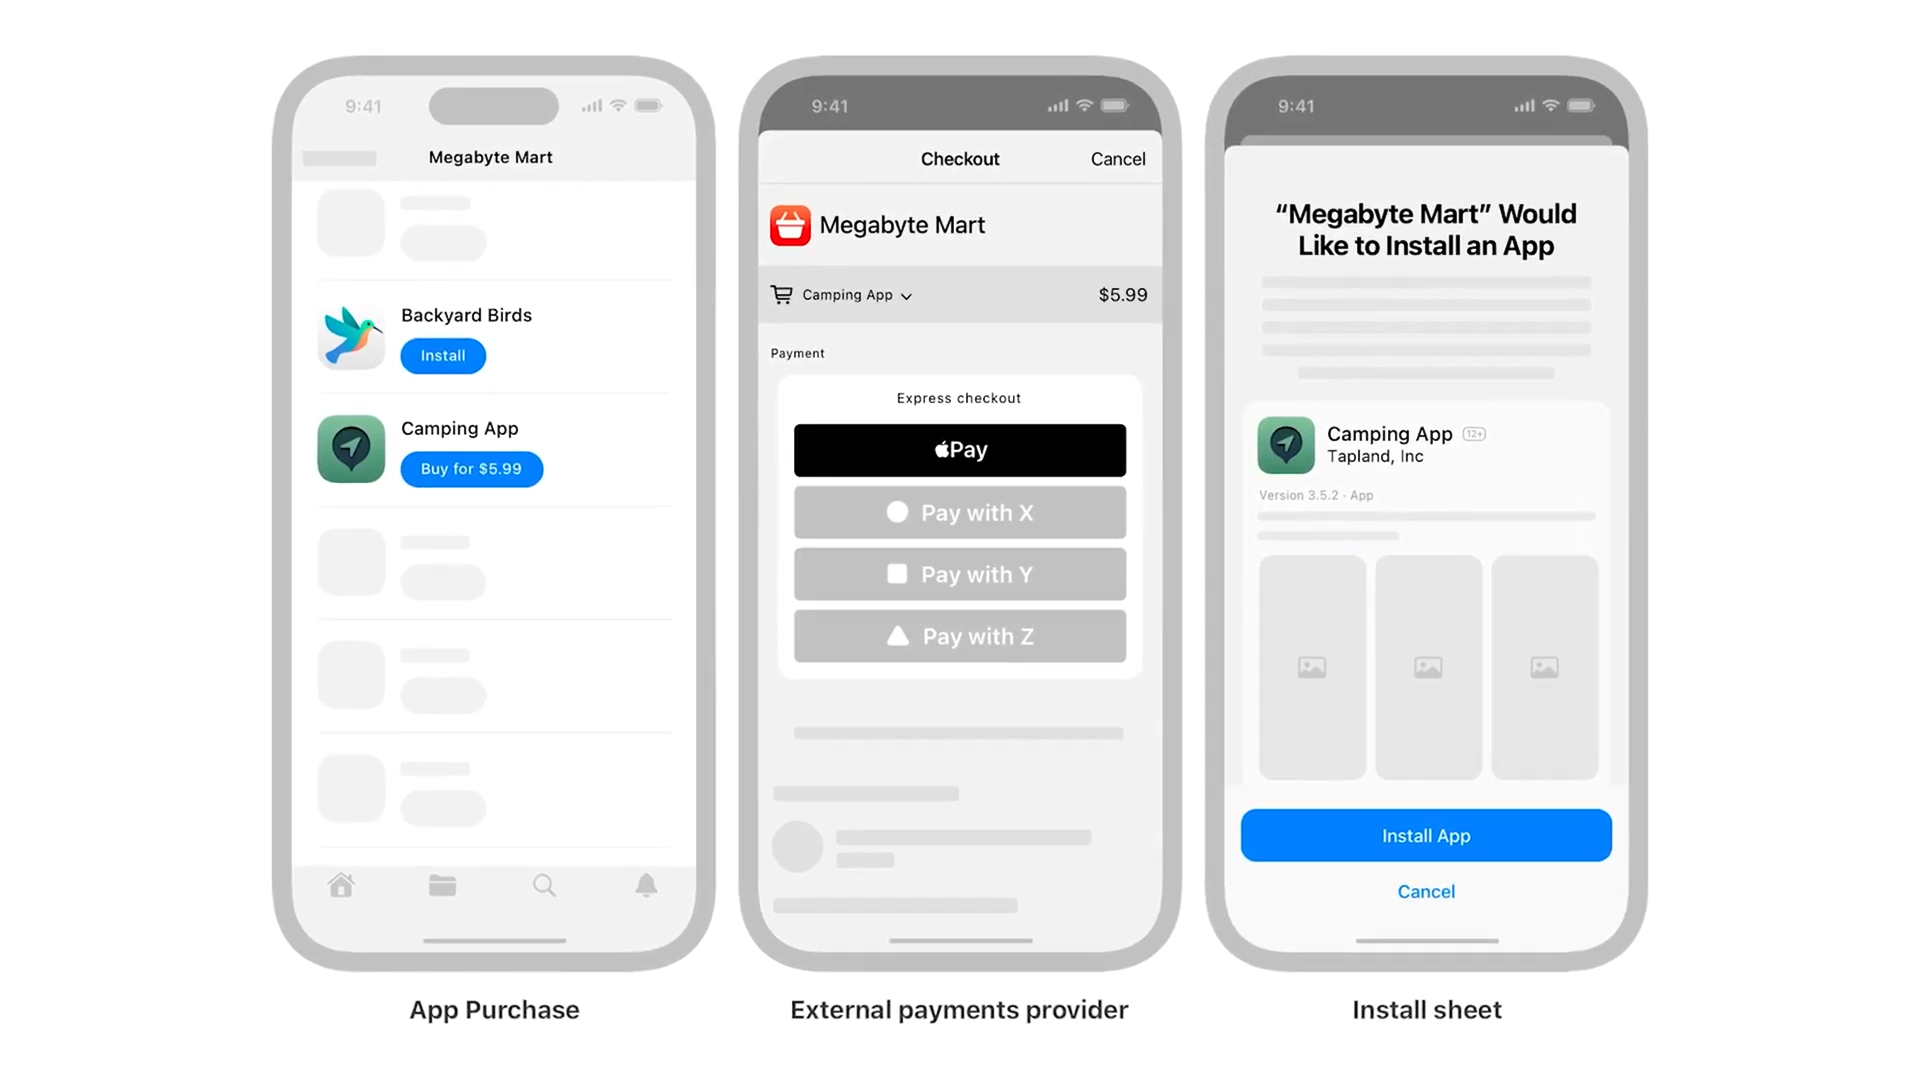 9:41
Megabyte Mart
Backyard Birds
Install
Camping App
Buy for $5.99
App Purchase
9:41
Checkout
Cancel
Megabyte Mart
Camping App
$5.99
Payment
Express checkout
Pay
Pay with X
Pay with Y
Pay with Z
External payments provider
9:41
“Megabyte Mart” Would
Like to Install an App
Camping App 12+
Tapland, Inc
Version 3.5.2 · App
Install App
Cancel
Install sheet